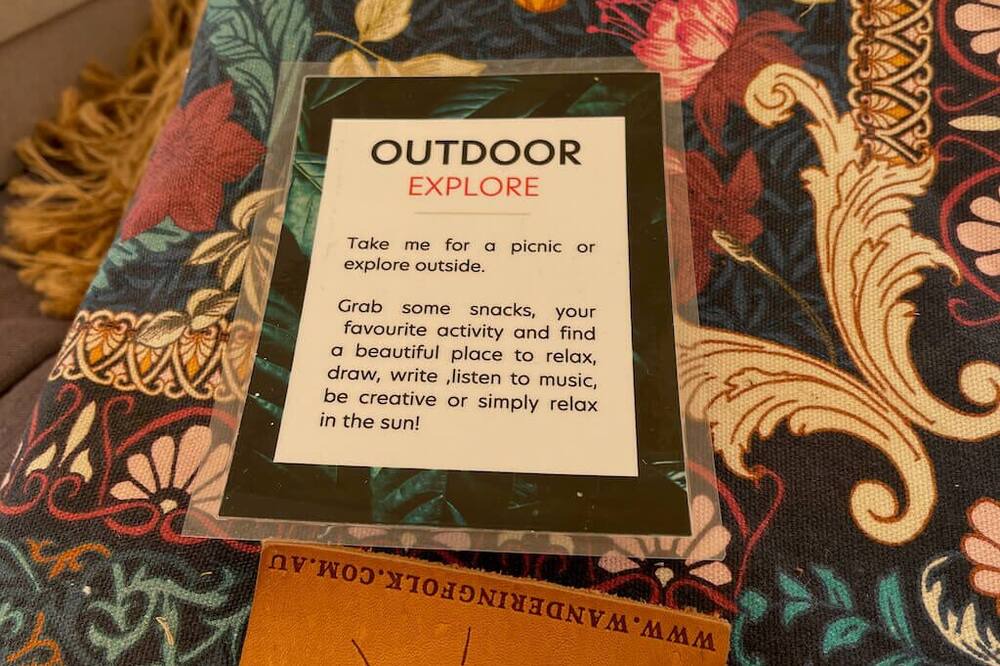 OUTDOOR
EXPLORE
Take me for a picnic or
explore outside.
Grab some snacks, your
favourite activity and find
a beautiful place to relax,
draw, write ,listen to music,
be creative or simply relax
in the sun!
WWW.WANDERINGFOLK.COM.AU